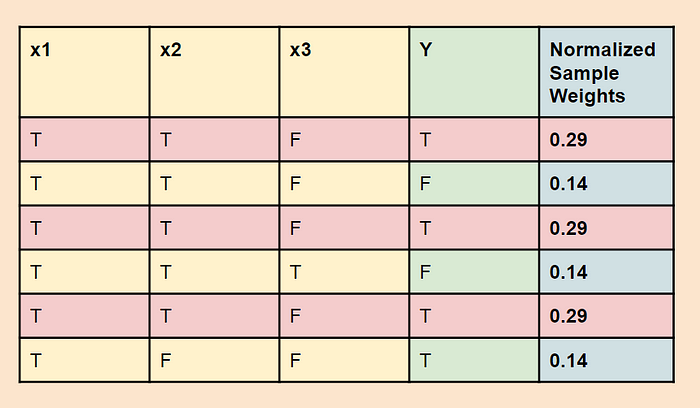 x1 x2 x3 Y Normalized
Sample
Weights
T T F T 0.29
T T F F 0.14
T T F T 0.29
T T T F 0.14
T T F T 0.29
T F F T 0.14